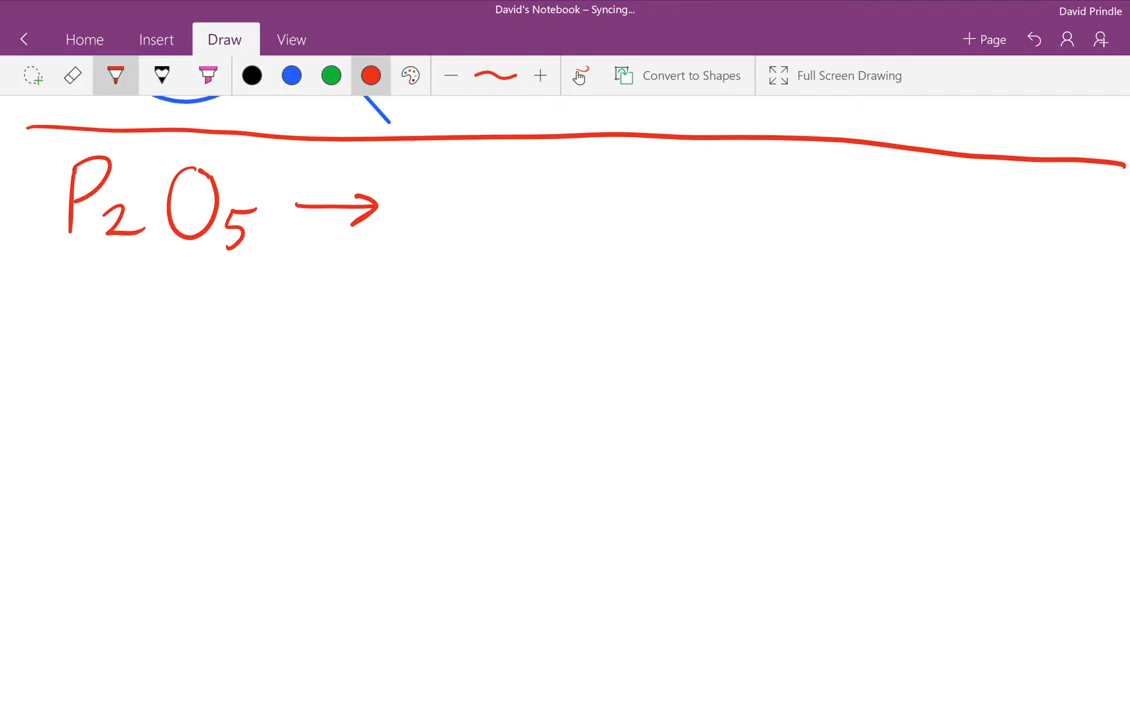 David's Notebook – Syncing...
David Prindle
Home Insert Draw View + Page
Convert to Shapes Full Screen Drawing
P₂O₅ →